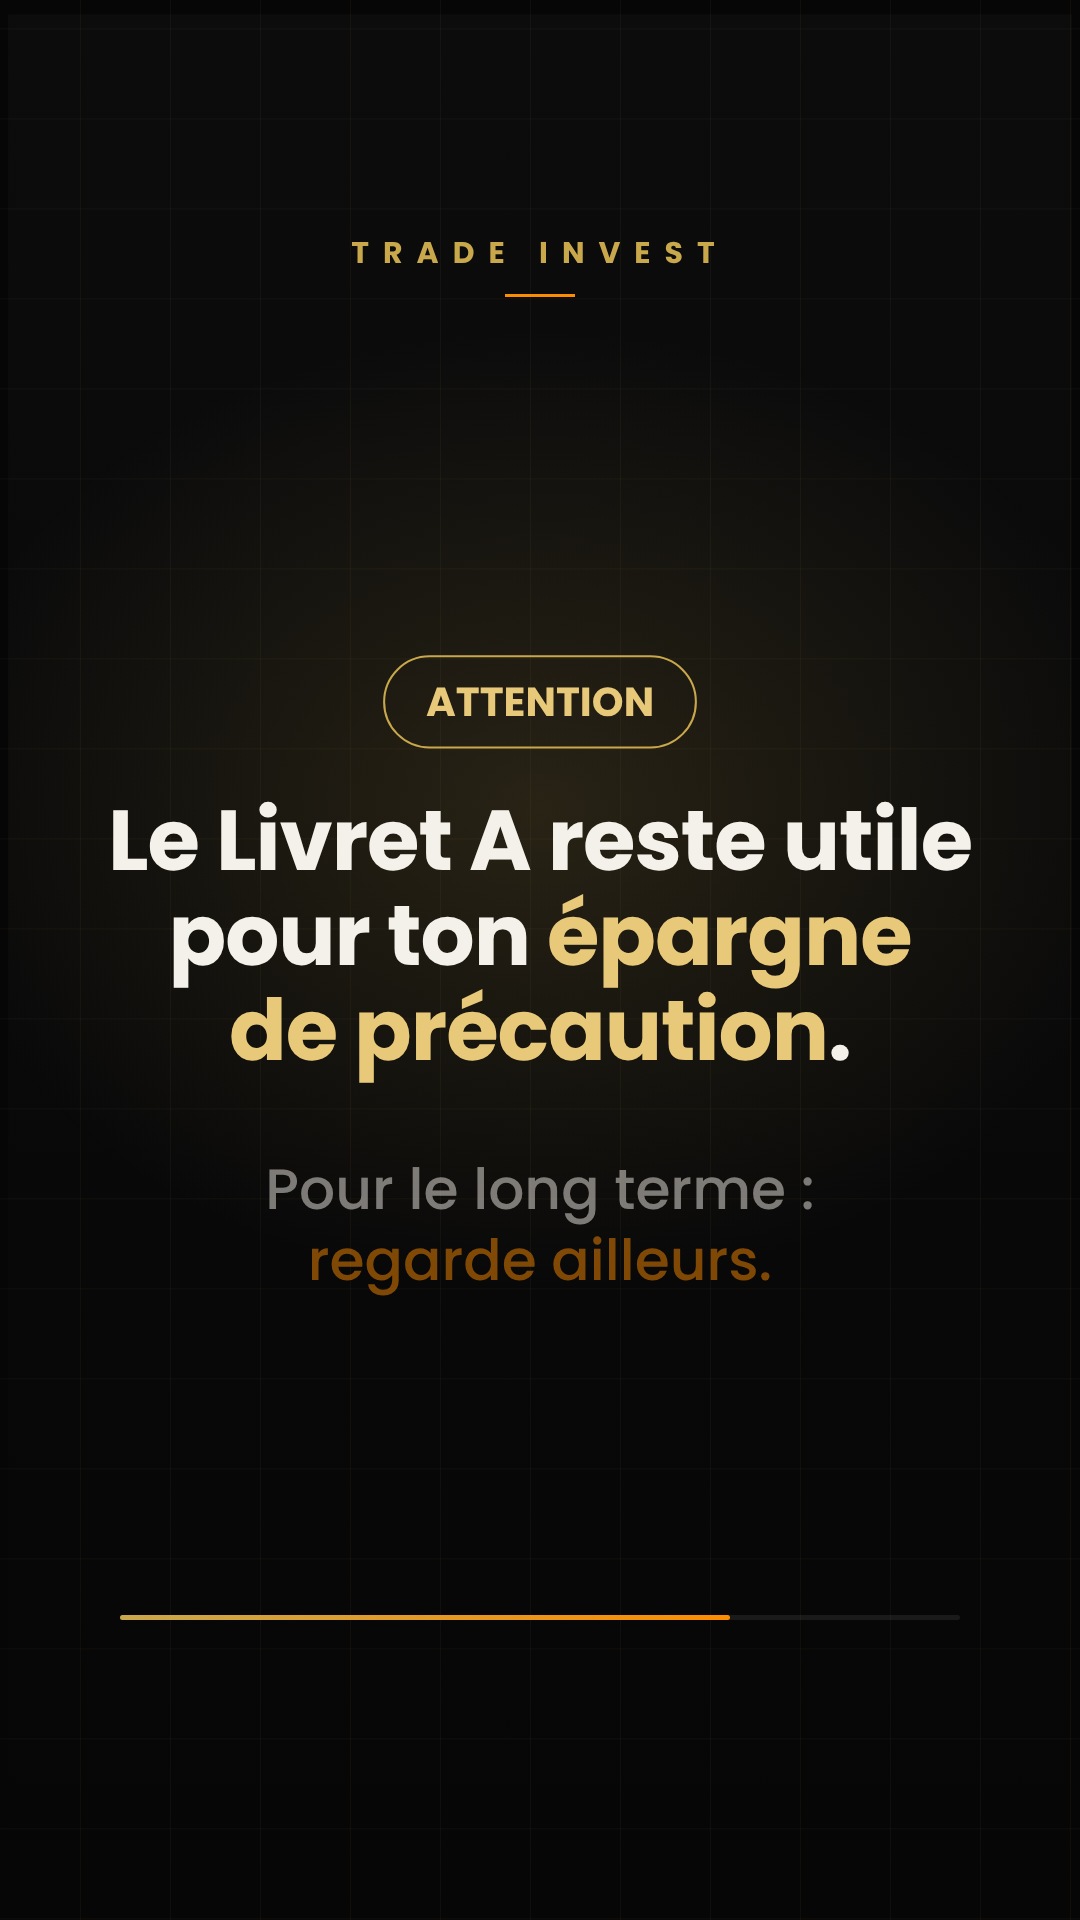 TRADE INVEST
ATTENTION
Le Livret A reste utile
pour ton épargne
de précaution.
Pour le long terme :
regarde ailleurs.